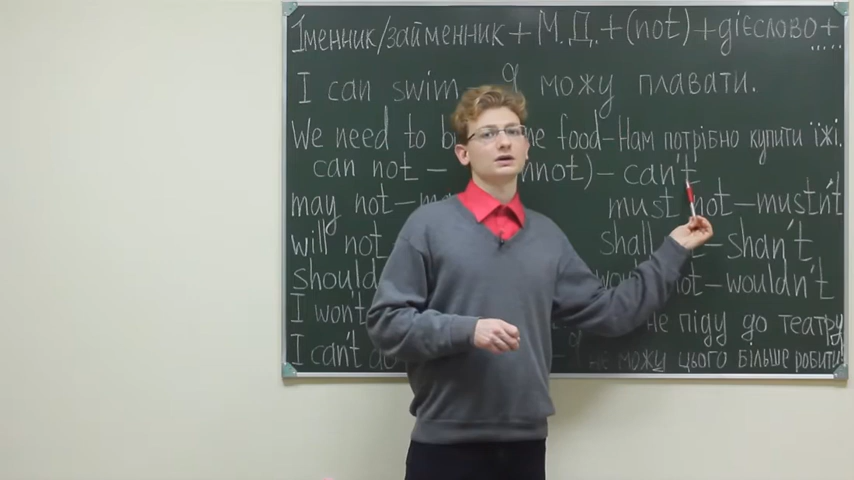 Іменник/займенник + М.Д. + (not) + дієслово + ...
I can swim Я можу плавати.
We need to food – Нам потрібно купити їжі.
can not – (not) – can't
may not – must not – mustn't
will not shall – shan't
should not – wouldn't
I won't не піду до театру
I can't не можу цього більше робити